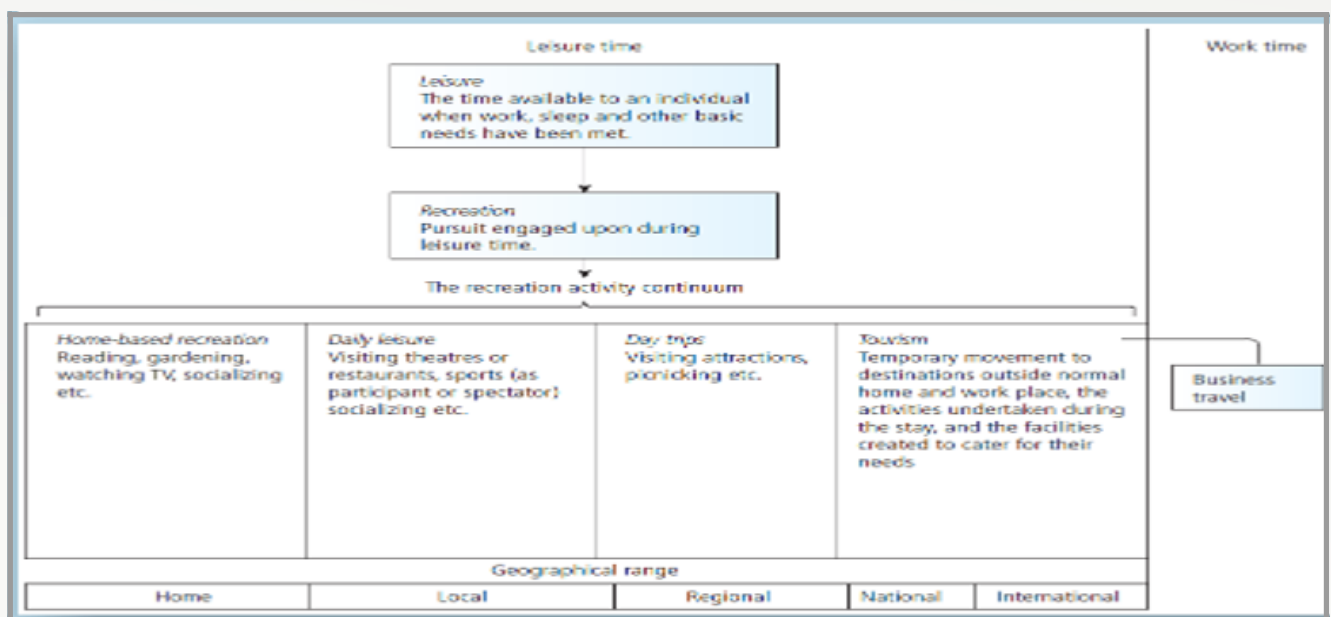 Leisure time
Work time
Leisure
The time available to an individual
when work, sleep and other basic
needs have been met.
Recreation
Pursuit engaged upon during
leisure time.
The recreation activity continuum
Home-based recreation
Reading, gardening,
watching TV, socializing
etc.
Daily leisure
Visiting theatres or
restaurants, sports (as
participant or spectator)
socializing etc.
Day trips
Visiting attractions,
picnicking etc.
Tourism
Temporary movement to
destinations outside normal
home and work place, the
activities undertaken during
the stay, and the facilities
created to cater for their
needs
Business
travel
Geographical range
Home
Local
Regional
National
International